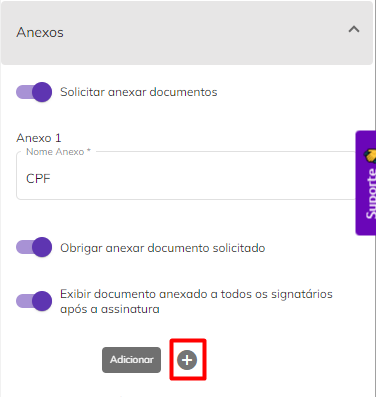 Anexos
Solicitar anexar documentos
Anexo 1
Nome Anexo *
CPF
Suporte
Obrigar anexar documento solicitado
Exibir documento anexado a todos os signatários
após a assinatura
Adicionar